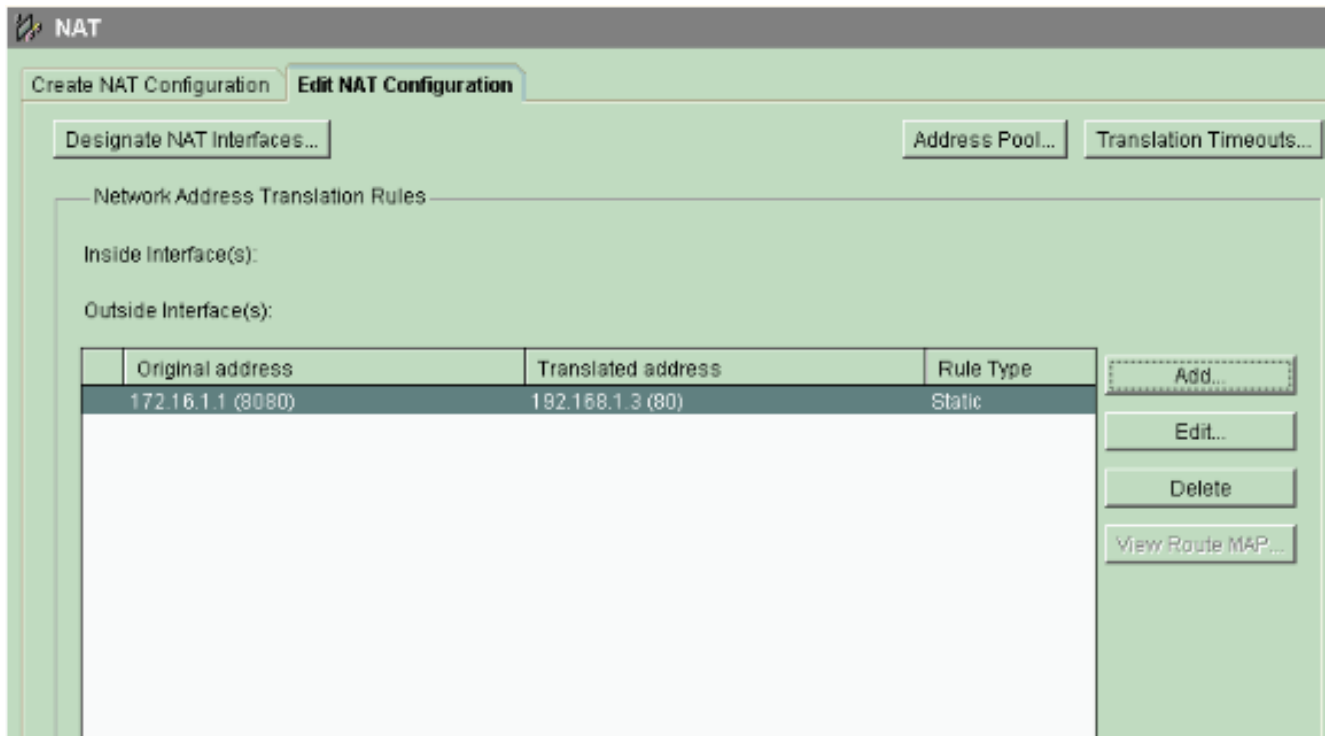 NAT
Create NAT Configuration Edit NAT Configuration
Designate NAT Interfaces... Address Pool... Translation Timeouts...
Network Address Translation Rules
Inside Interface(s):
Outside Interface(s):
Original address Translated address Rule Type
172.16.1.1 (8080) 192.168.1.3 (80) Static
Add...
Edit...
Delete
View Route MAP...